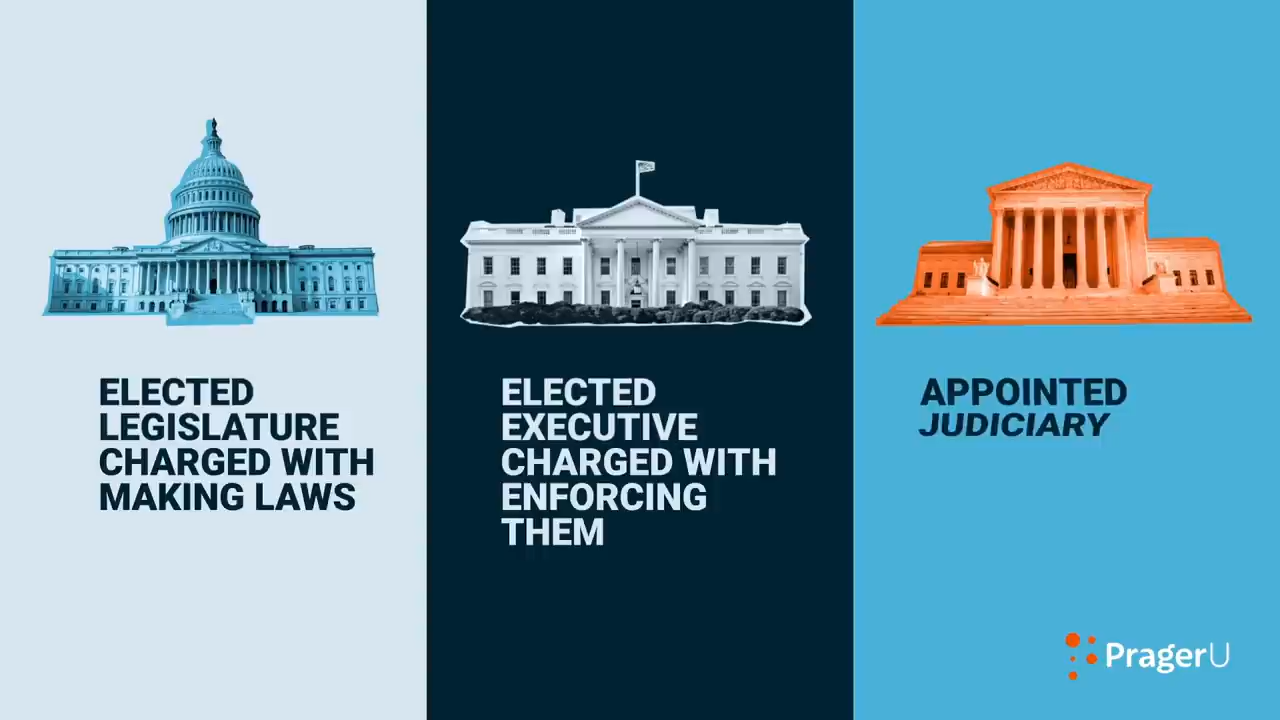 ELECTED
LEGISLATURE
CHARGED WITH
MAKING LAWS
ELECTED
EXECUTIVE
CHARGED WITH
ENFORCING
THEM
APPOINTED
JUDICIARY
PragerU